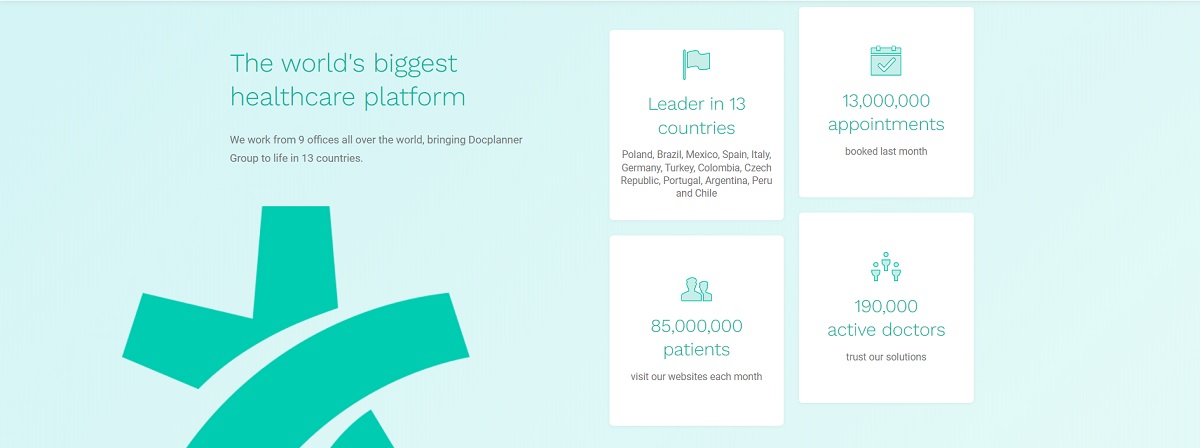 The world's biggest
healthcare platform
We work from 9 offices all over the world, bringing Docplanner
Group to life in 13 countries.
Leader in 13
countries
Poland, Brazil, Mexico, Spain, Italy,
Germany, Turkey, Colombia, Czech
Republic, Portugal, Argentina, Peru
and Chile
13,000,000
appointments
booked last month
85,000,000
patients
visit our websites each month
190,000
active doctors
trust our solutions